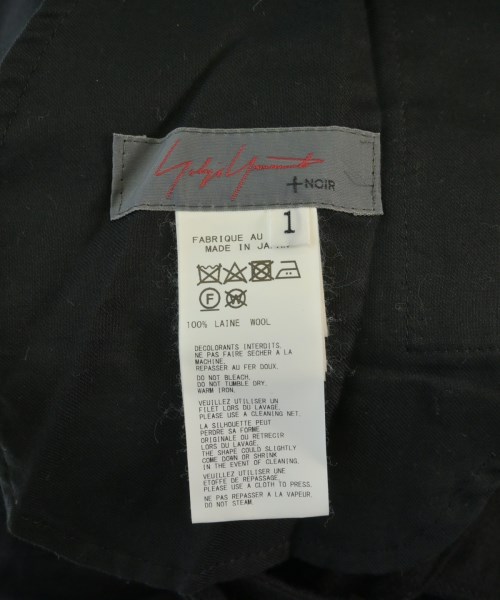 Yohji Yamamoto
+NOIR
1
FABRIQUE AU
MADE IN JAPAN
F
W
100% LAINE WOOL
DECOLORANTS INTERDITS.
NE PAS FAIRE SECHER A LA
MACHINE.
REPASSER AU FER DOUX.
DO NOT BLEACH.
DO NOT TUMBLE DRY.
WARM IRON.
VEUILLEZ UTILISER UN
FILET LORS DU LAVAGE.
PLEASE USE A CLEANING NET.
LA SILHOUETTE PEUT
PERDRE SA FORME
ORIGINALE OU RETRECIR
LORS DU LAVAGE.
THE SHAPE COULD SLIGHTLY
COME DOWN OR SHRINK
IN THE EVENT OF CLEANING.
VEUILLEZ UTILISER UNE
ETOFFE DE REPASSAGE.
PLEASE USE A CLOTH TO PRESS.
NE PAS REPASSER A LA VAPEUR.
DO NOT STEAM.